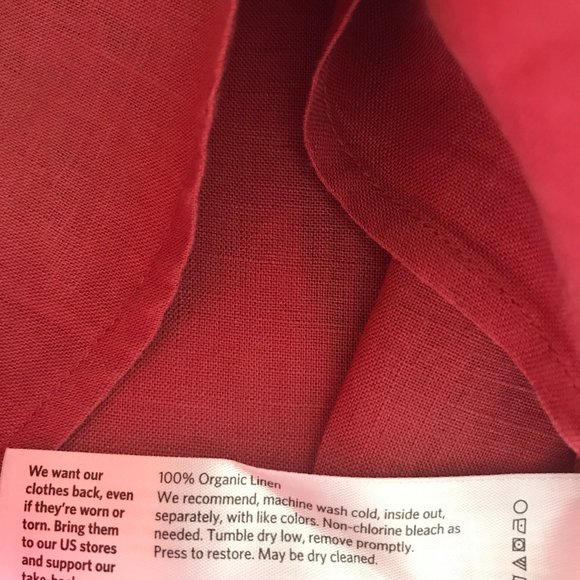 We want our
clothes back, even
if they're worn or
torn. Bring them
to our US stores
and support our
take-back
100% Organic Linen
We recommend, machine wash cold, inside out,
separately, with like colors. Non-chlorine bleach as
needed. Tumble dry low, remove promptly.
Press to restore. May be dry cleaned.